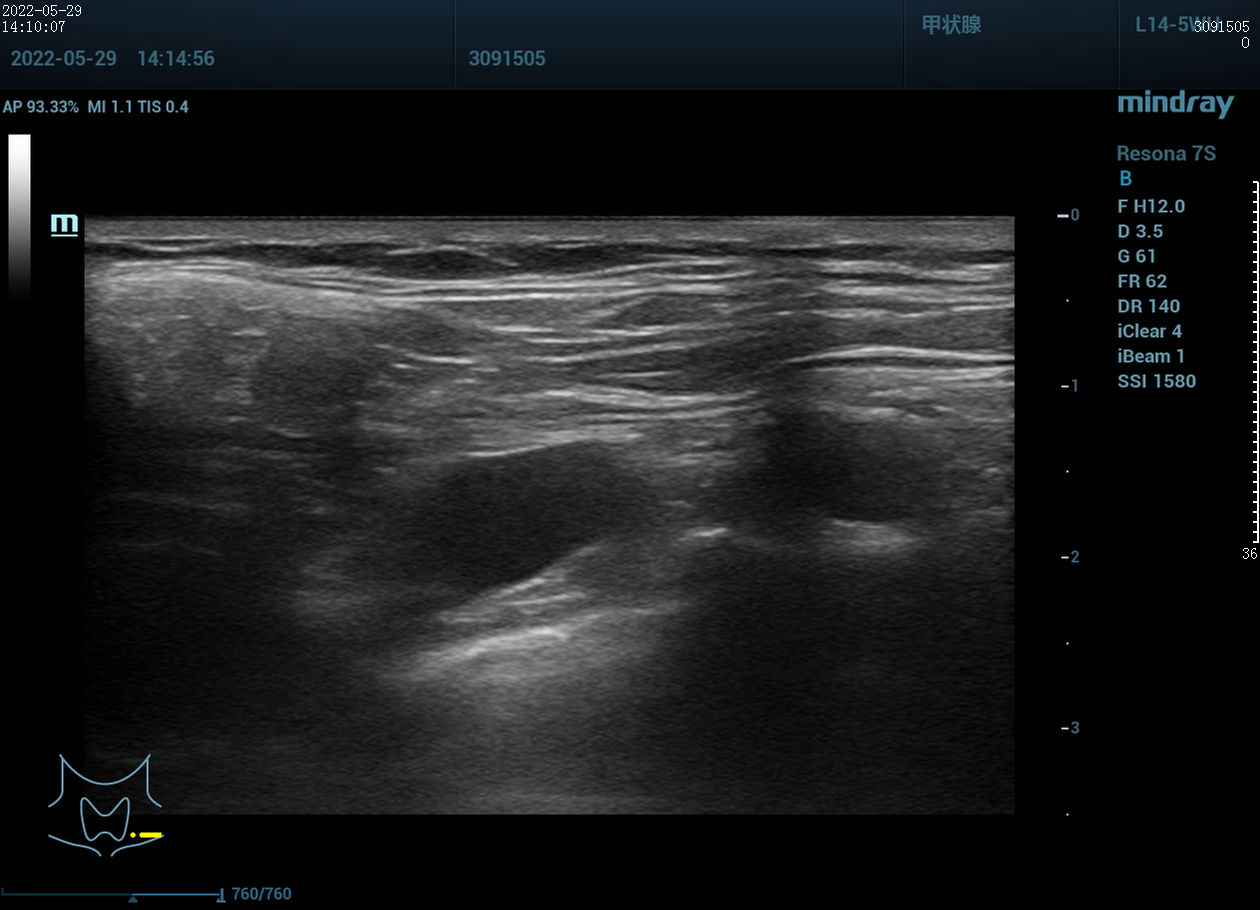 2022-05-29
14:10:07
2022-05-29 14:14:56
3091505
甲状腺
3091505
0
AP 93.33% MI 1.1 TIS 0.4
mindray
Resona 7S
B
F H12.0
D 3.5
G 61
FR 62
DR 140
iClear 4
iBeam 1
SSI 1580
m
0
1
2
3
36
760/760